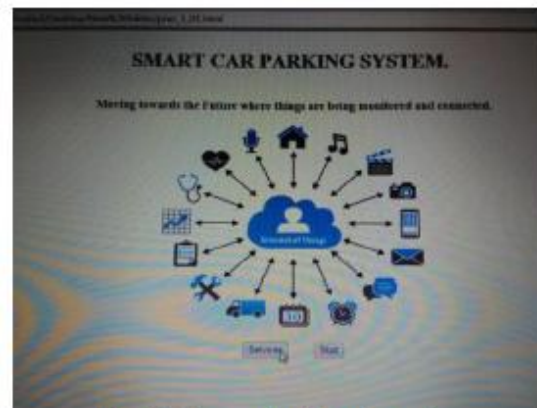 SMART CAR PARKING SYSTEM.
Moving towards the Future where things are being monitored and connected.
Internet of Things
Services